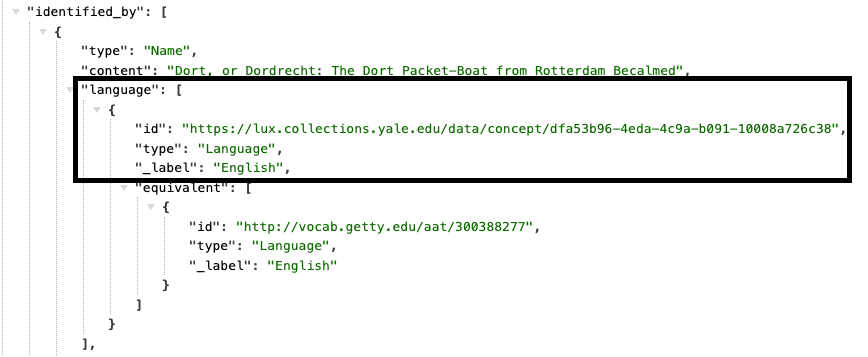 "identified_by": [
{
"type": "Name",
"content": "Dort, or Dordrecht: The Dort Packet-Boat from Rotterdam Becalmed",
"language": [
{
"id": "https://lux.collections.yale.edu/data/concept/dfa53b96-4eda-4c9a-b091-10008a726c38",
"type": "Language",
"_label": "English",
"equivalent": [
{
"id": "http://vocab.getty.edu/aat/300388277",
"type": "Language",
"_label": "English"
}
]
}
],